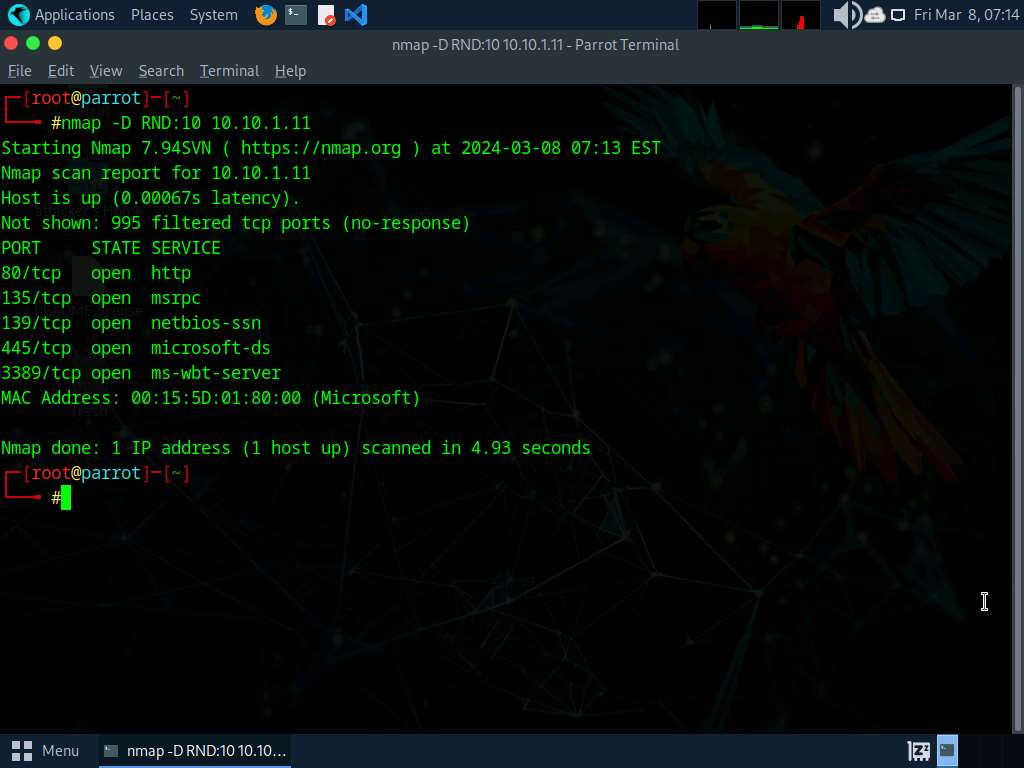 Applications Places System Fri Mar 8, 07:14
nmap -D RND:10 10.10.1.11 - Parrot Terminal
File Edit View Search Terminal Help
┌─[root@parrot]─[~]
└──╼ #nmap -D RND:10 10.10.1.11
Starting Nmap 7.94SVN ( https://nmap.org ) at 2024-03-08 07:13 EST
Nmap scan report for 10.10.1.11
Host is up (0.00067s latency).
Not shown: 995 filtered tcp ports (no-response)
PORT     STATE SERVICE
80/tcp   open  http
135/tcp  open  msrpc
139/tcp  open  netbios-ssn
445/tcp  open  microsoft-ds
3389/tcp open  ms-wbt-server
MAC Address: 00:15:5D:01:80:00 (Microsoft)
Nmap done: 1 IP address (1 host up) scanned in 4.93 seconds
┌─[root@parrot]─[~]
└──╼ #
Menu nmap -D RND:10 10.10...